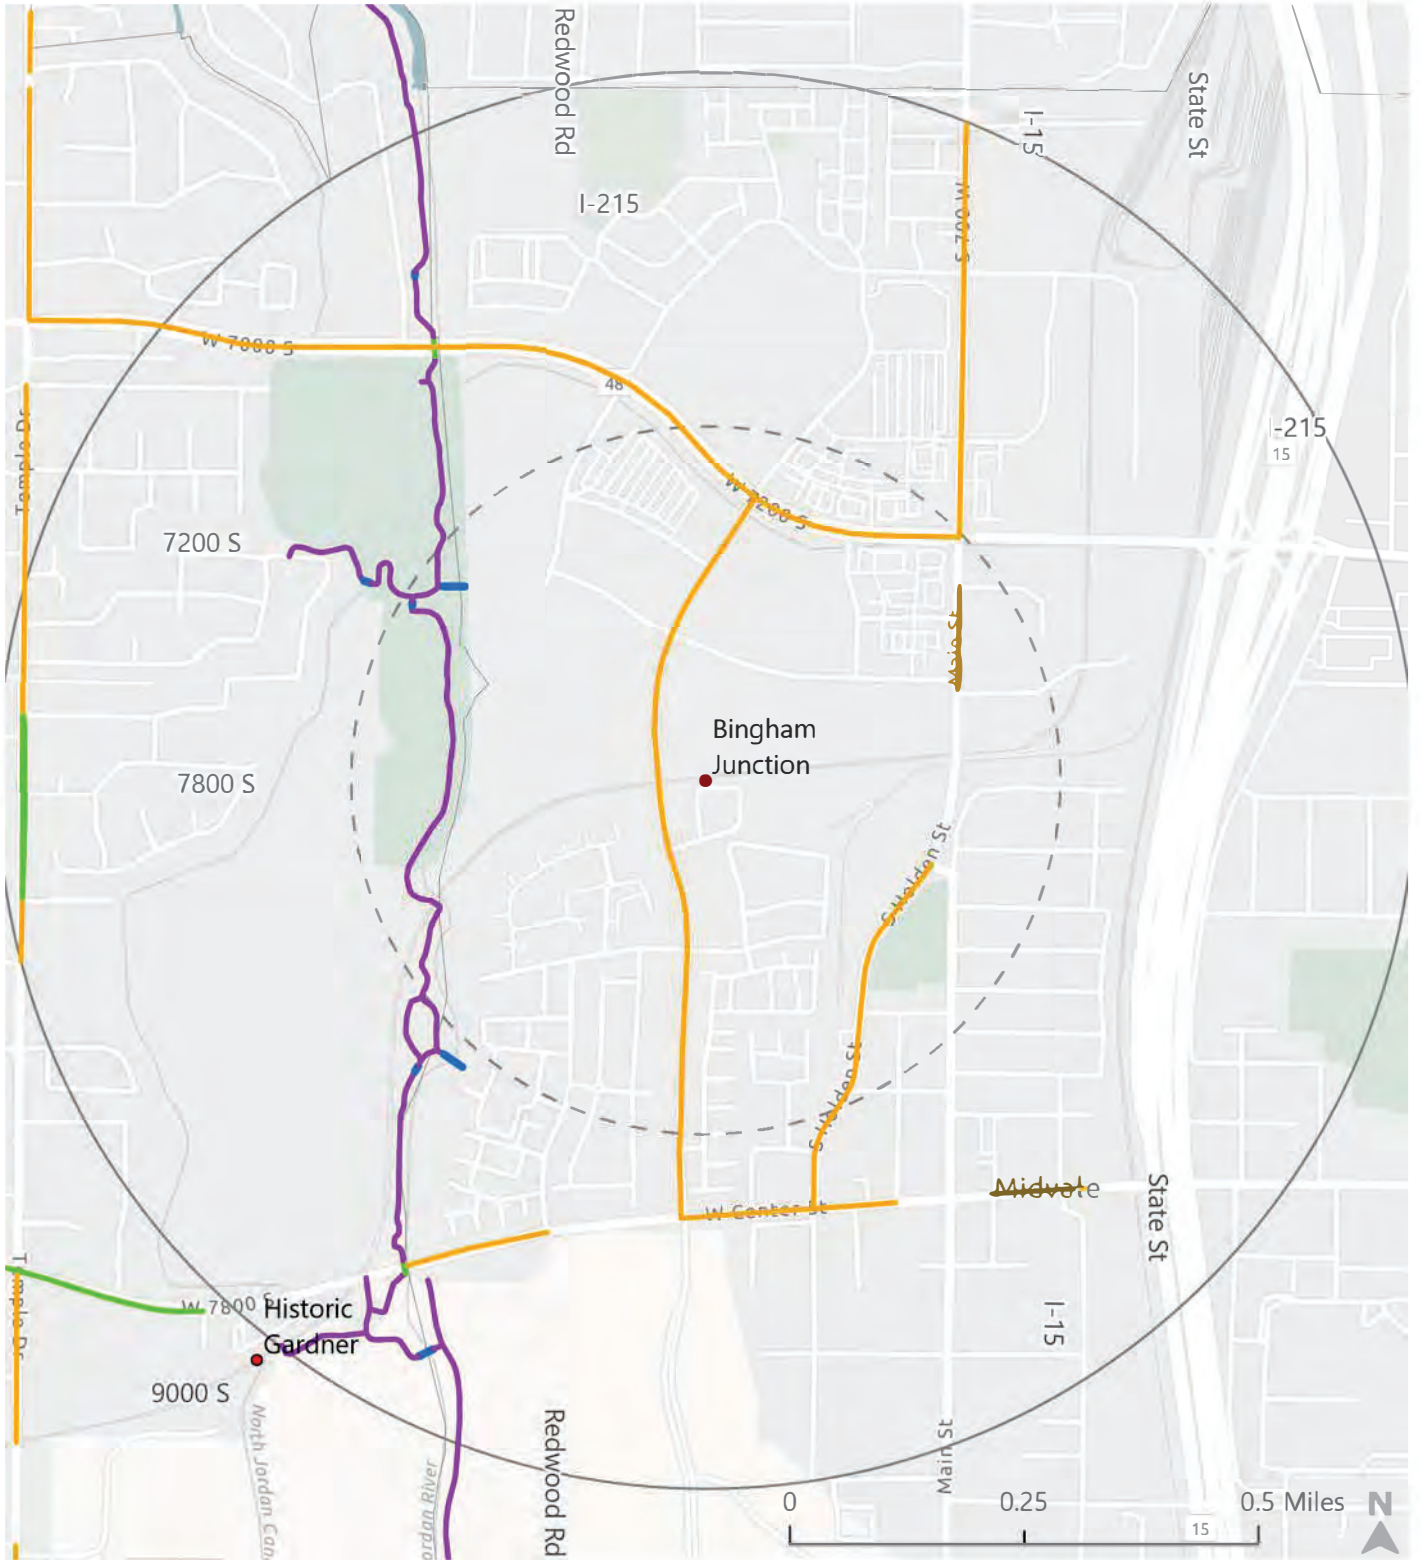 Redwood Rd
State St
I-15
I-215
S 700 W
W 7000 S
48
Temple Dr
I-215
15
W 7200 S
7200 S
Main St
Bingham
Junction
7800 S
S Holden St
S Holden St
Midvale
State St
W Center St
Temple Dr
W 7800 S
Historic
Gardner
I-15
9000 S
North Jordan Can
Jordan River
Redwood Rd
Main St
0
0.25
0.5 Miles
N
15